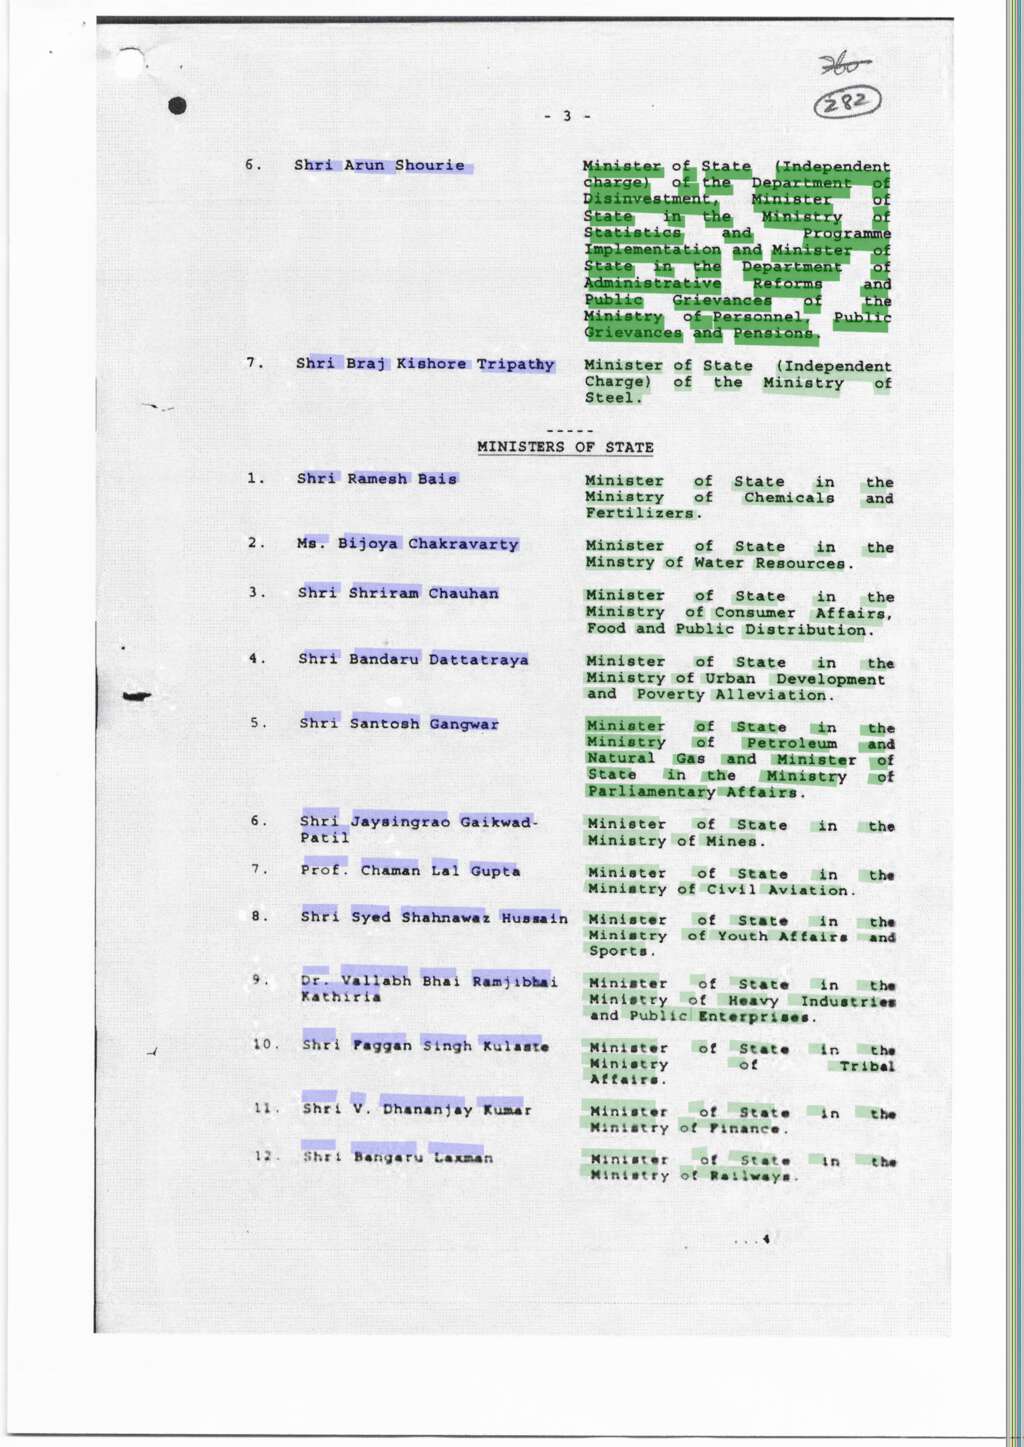 360
282
- 3 -
6. Shri Arun Shourie Minister of State (Independent
charge) of the Department of
Disinvestment, Minister of
State in the Ministry of
Statistics and Programme
Implementation and Minister of
State in the Department of
Administrative Reforms and
Public Grievances of the
Ministry of Personnel, Public
Grievances and Pensions.
7. Shri Braj Kishore Tripathy Minister of State (Independent
Charge) of the Ministry of
Steel.
-----
MINISTERS OF STATE
1. Shri Ramesh Bais Minister of State in the
Ministry of Chemicals and
Fertilizers.
2. Ms. Bijoya Chakravarty Minister of State in the
Minstry of Water Resources.
3. Shri Shriram Chauhan Minister of State in the
Ministry of Consumer Affairs,
Food and Public Distribution.
4. Shri Bandaru Dattatraya Minister of State in the
Ministry of Urban Development
and Poverty Alleviation.
5. Shri Santosh Gangwar Minister of State in the
Ministry of Petroleum and
Natural Gas and Minister of
State in the Ministry of
Parliamentary Affairs.
6. Shri Jaysingrao Gaikwad- Minister of State in the
Patil Ministry of Mines.
7. Prof. Chaman Lal Gupta Minister of State in the
Ministry of Civil Aviation.
8. Shri Syed Shahnawaz Hussain Minister of State in the
Ministry of Youth Affairs and
Sports.
9. Dr. Vallabh Bhai Ramjibhai Minister of State in the
Kathiria Ministry of Heavy Industries
and Public Enterprises.
10. Shri Faggan Singh Kulaste Minister of State in the
Ministry of Tribal
Affairs.
11. Shri V. Dhananjay Kumar Minister of State in the
Ministry of Finance.
12. Shri Bangaru Laxman Minister of State in the
Ministry of Railways.
...4